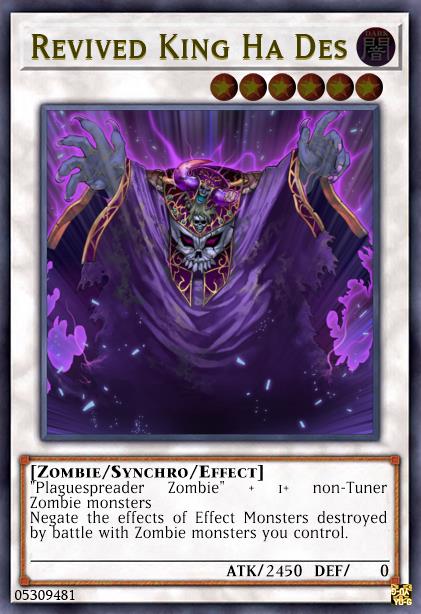 Revived King Ha Des
DARK
闇
[Zombie/Synchro/Effect]
"Plaguespreader Zombie" + 1+ non-Tuner
Zombie monsters
Negate the effects of Effect Monsters destroyed
by battle with Zombie monsters you control.
ATK/2450 DEF/ 0
05309481